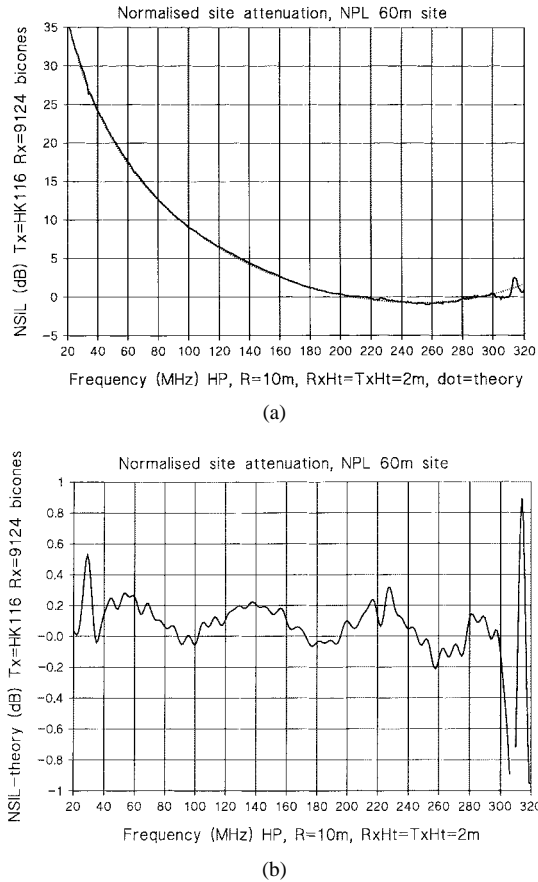 Normalised site attenuation, NPL 60m site
NSIL (dB) Tx=HK116 Rx=9124 bicones
35
30
25
20
15
10
5
0
−5
20 40 60 80 100 120 140 160 180 200 220 240 260 280 300 320
Frequency (MHz) HP, R=10m, RxHt=TxHt=2m, dot=theory
(a)
Normalised site attenuation, NPL 60m site
NSIL−theory (dB) Tx=HK116 Rx=9124 bicones
1
0.8
0.6
0.4
0.2
−0.0
−0.2
−0.4
−0.6
−0.8
−1
20 40 60 80 100 120 140 160 180 200 220 240 260 280 300 320
Frequency (MHz) HP, R=10m, RxHt=TxHt=2m
(b)